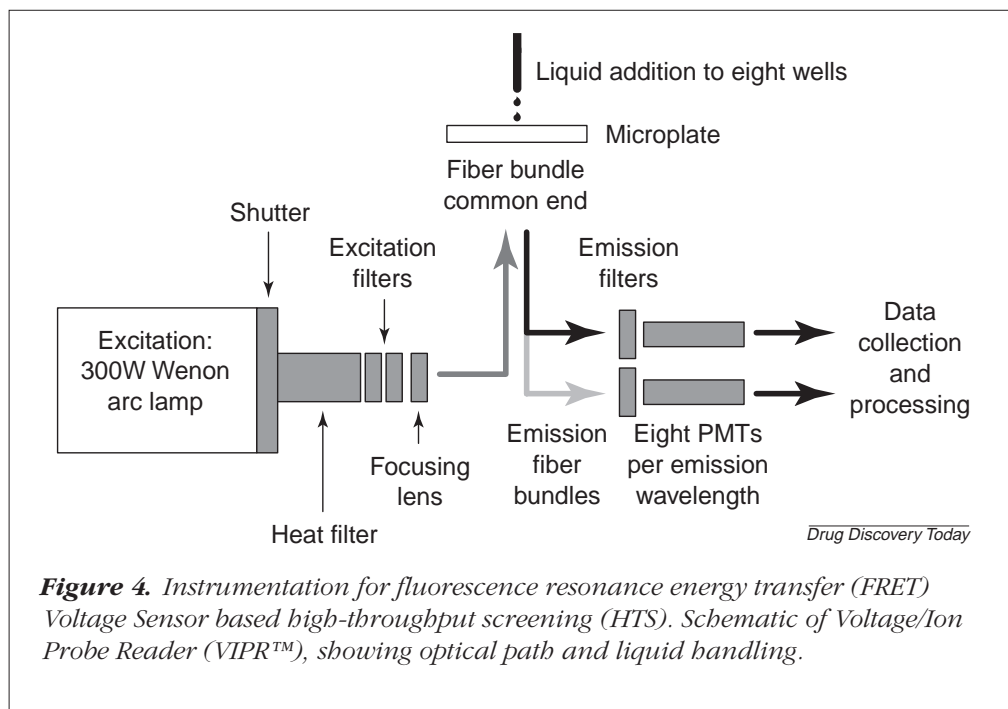 Liquid addition to eight wells
Microplate
Fiber bundle
common end
Shutter
Excitation
filters
Emission
filters
Excitation:
300W Wenon
arc lamp
Data
collection
and
processing
Focusing
lens
Heat filter
Emission
fiber
bundles
Eight PMTs
per emission
wavelength
Drug Discovery Today
Figure 4. Instrumentation for fluorescence resonance energy transfer (FRET)
Voltage Sensor based high-throughput screening (HTS). Schematic of Voltage/Ion
Probe Reader (VIPR™), showing optical path and liquid handling.